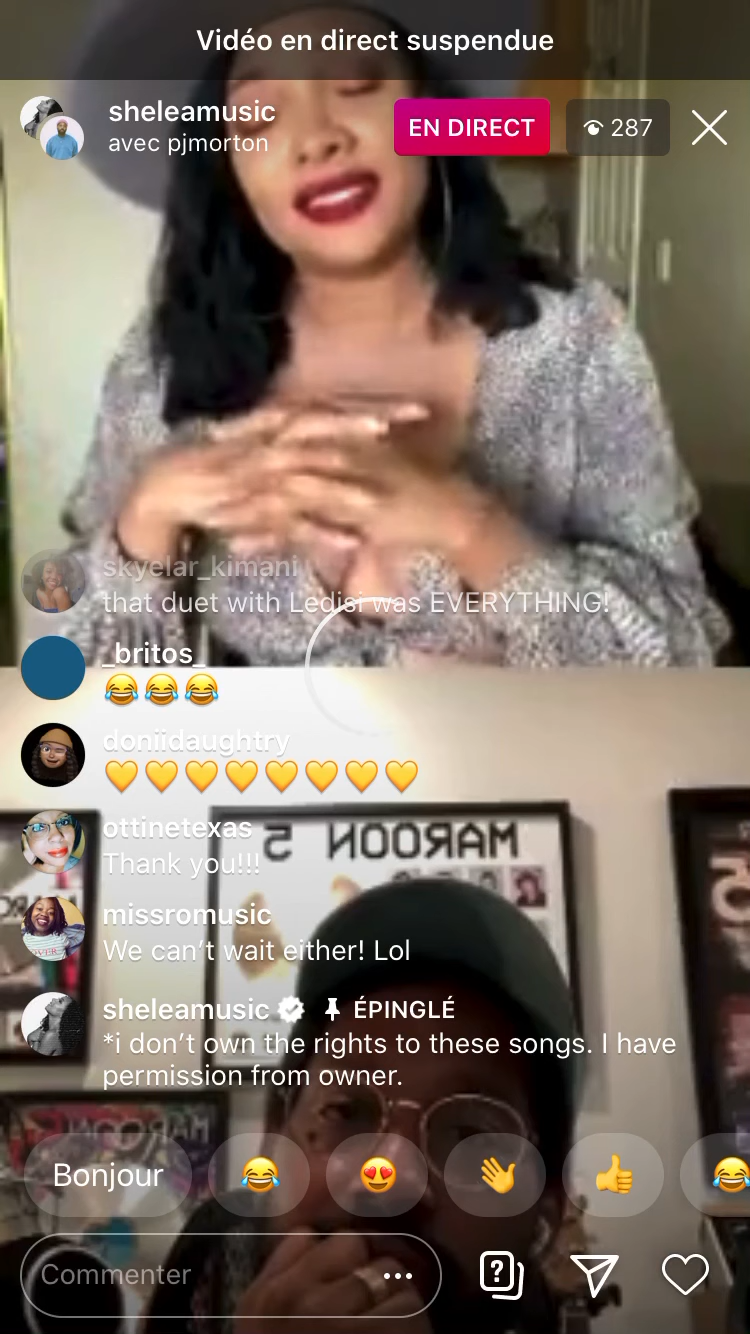 Vidéo en direct suspendue
sheleamusic
avec pjmorton
EN DIRECT
287
skyelar_kimani
that duet with Ledisi was EVERYTHING!
_britos_
😂😂😂
doniidaughtry
💛💛💛💛💛💛💛💛
MAROON 5
ottinetexas
Thank you!!!
missromusic
We can’t wait either! Lol
sheleamusic ÉPINGLÉ
*i don’t own the rights to these songs. I have
permission from owner.
MAROON 5
Bonjour 😂 😍 👋 👍 😂
Commenter